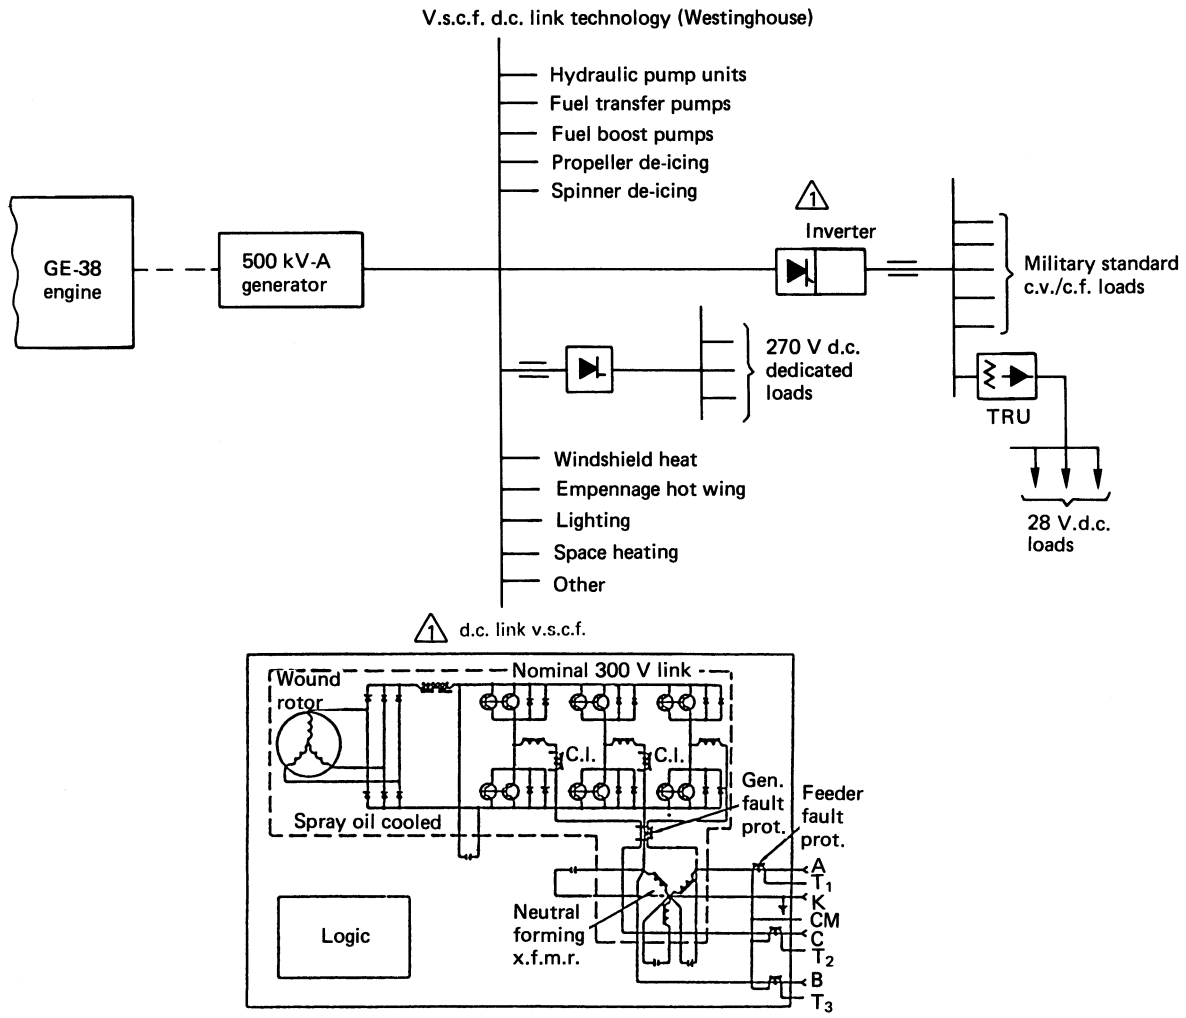 V.s.c.f. d.c. link technology (Westinghouse)
Hydraulic pump units
Fuel transfer pumps
Fuel boost pumps
Propeller de-icing
Spinner de-icing
GE-38
engine
500 kV-A
generator
1
Inverter
Military standard
c.v./c.f. loads
270 V d.c.
dedicated
loads
TRU
28 V.d.c.
loads
Windshield heat
Empennage hot wing
Lighting
Space heating
Other
1 d.c. link v.s.c.f.
Nominal 300 V link
Wound
rotor
C.I.
C.I.
Spray oil cooled
Gen.
fault
prot.
Feeder
fault
prot.
A
T1
K
CM
C
T2
B
T3
Neutral
forming
x.f.m.r.
Logic